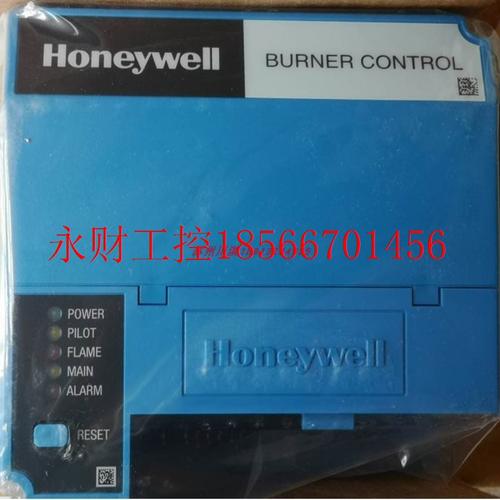 Honeywell
BURNER CONTROL
永财工控18566701456
POWER
PILOT
FLAME
MAIN
ALARM
Honeywell
RESET